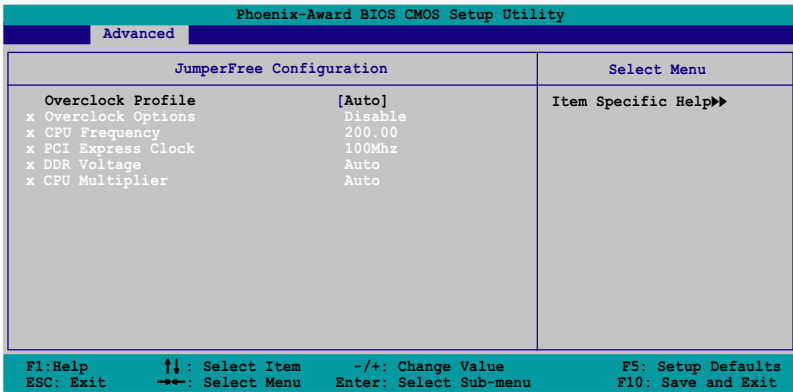 Phoenix-Award BIOS CMOS Setup Utility
Advanced
JumperFree Configuration
Select Menu
Overclock Profile [Auto]
x Overclock Options Disable
x CPU Frequency 200.00
x PCI Express Clock 100Mhz
x DDR Voltage Auto
x CPU Multiplier Auto
Item Specific Help▶▶
F1:Help ↑↓ : Select Item -/+: Change Value F5: Setup Defaults
ESC: Exit →←: Select Menu Enter: Select Sub-menu F10: Save and Exit